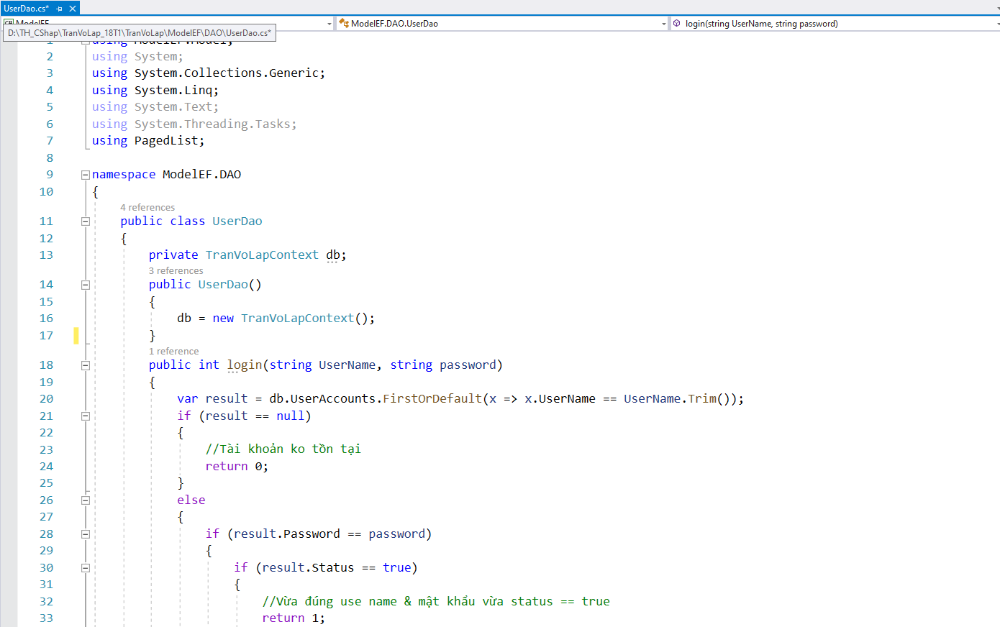 UserDao.cs*
D:\TH_CShap\TranVoLap_18T1\TranVoLap\ModelEF\DAO\UserDao.cs*
ModelEF.DAO.UserDao
login(string UserName, string password)
1 using ModelEF.Model;
2 using System;
3 using System.Collections.Generic;
4 using System.Linq;
5 using System.Text;
6 using System.Threading.Tasks;
7 using PagedList;
8
9 namespace ModelEF.DAO
10 {
4 references
11 public class UserDao
12 {
13 private TranVoLapContext db;
3 references
14 public UserDao()
15 {
16 db = new TranVoLapContext();
17 }
1 reference
18 public int login(string UserName, string password)
19 {
20 var result = db.UserAccounts.FirstOrDefault(x => x.UserName == UserName.Trim());
21 if (result == null)
22 {
23 //Tài khoản ko tồn tại
24 return 0;
25 }
26 else
27 {
28 if (result.Password == password)
29 {
30 if (result.Status == true)
31 {
32 //Vừa đúng use name & mật khẩu vừa status == true
33 return 1;